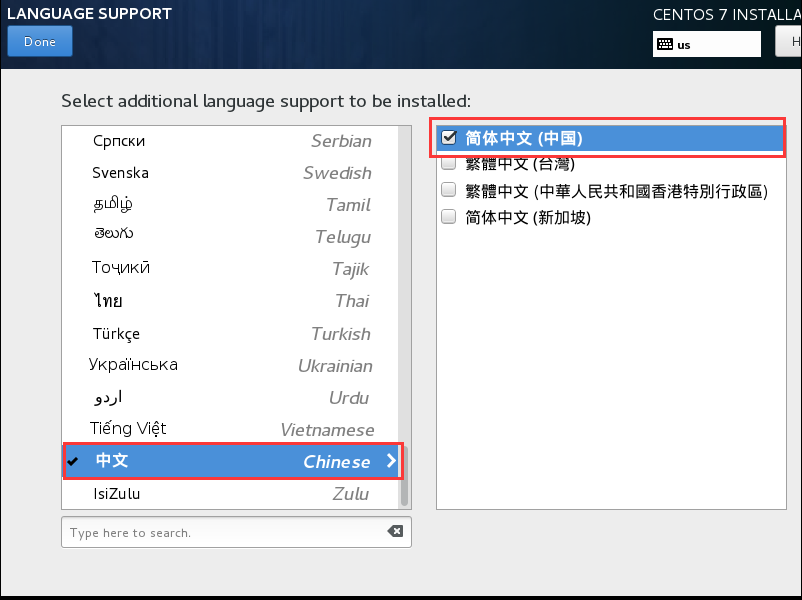 LANGUAGE SUPPORT
CENTOS 7 INSTALLA
Done
us
H
Select additional language support to be installed:
Српски Serbian
Svenska Swedish
தமிழ் Tamil
తెలుగు Telugu
Тоҷикӣ Tajik
ไทย Thai
Türkçe Turkish
Українська Ukrainian
اردو Urdu
Tiếng Việt Vietnamese
中文 Chinese
IsiZulu Zulu
Type here to search.
简体中文 (中国)
繁體中文 (台灣)
繁體中文 (中華人民共和國香港特別行政區)
简体中文 (新加坡)